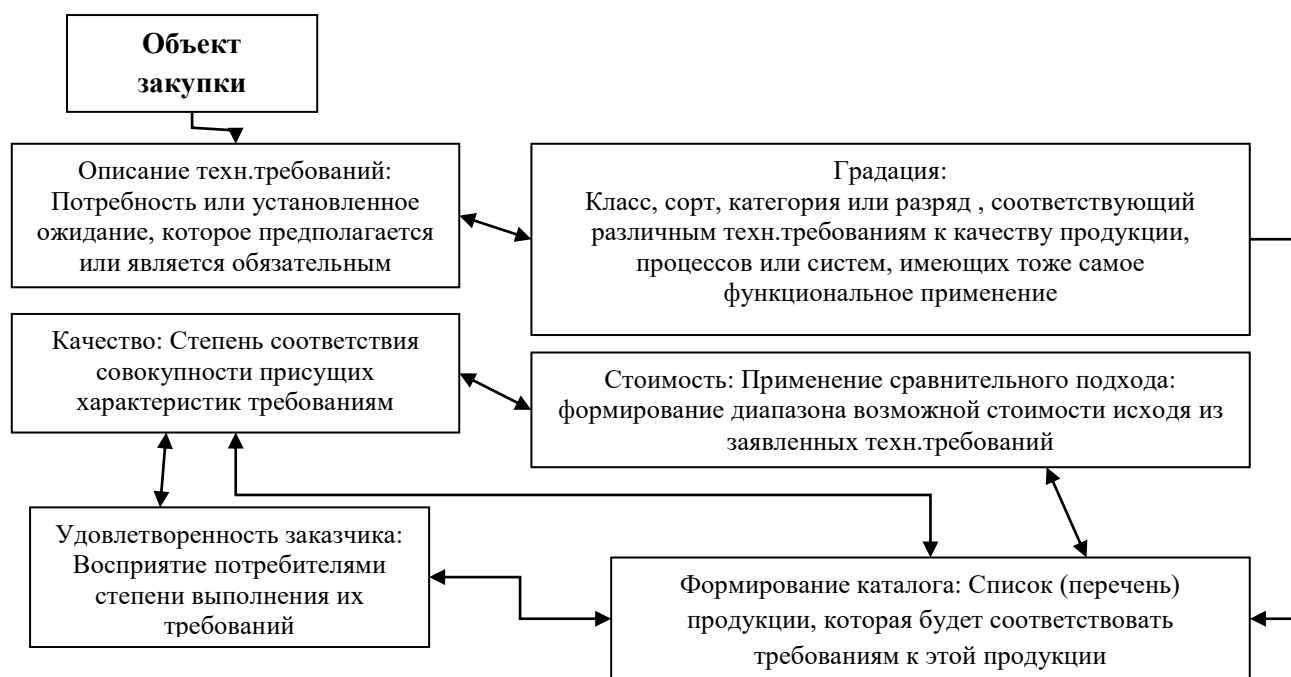 Объект
закупки
Описание техн.требований:
Потребность или установленное
ожидание, которое предполагается
или является обязательным
Градация:
Класс, сорт, категория или разряд , соответствующий
различным техн.требованиям к качеству продукции,
процессов или систем, имеющих тоже самое
функциональное применение
Качество: Степень соответствия
совокупности присущих
характеристик требованиям
Стоимость: Применение сравнительного подхода:
формирование диапазона возможной стоимости исходя из
заявленных техн.требований
Удовлетворенность заказчика:
Восприятие потребителями
степени выполнения их
требований
Формирование каталога: Список (перечень)
продукции, которая будет соответствовать
требованиям к этой продукции